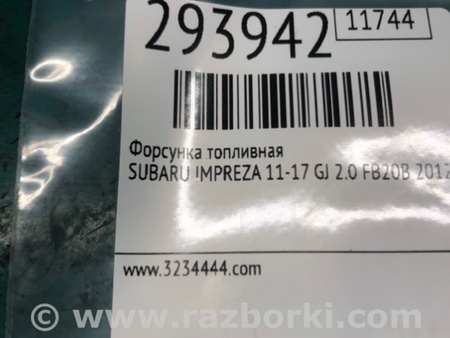 293942
11744
Форсунка топливная
SUBARU IMPREZA 11-17 GJ 2.0 FB20B 2012
www.3234444.com
© www.razborki.com